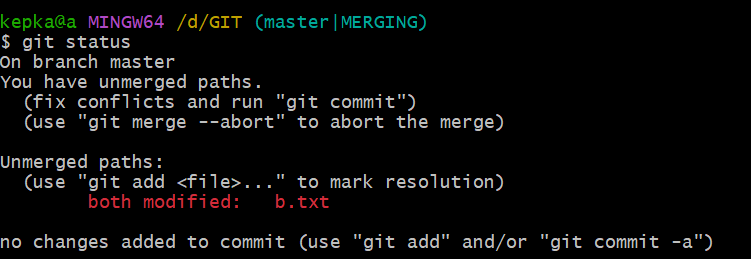 kepka@a MINGW64 /d/GIT (master|MERGING)
$ git status
On branch master
You have unmerged paths.
  (fix conflicts and run "git commit")
  (use "git merge --abort" to abort the merge)

Unmerged paths:
  (use "git add <file>..." to mark resolution)
        both modified:   b.txt

no changes added to commit (use "git add" and/or "git commit -a")